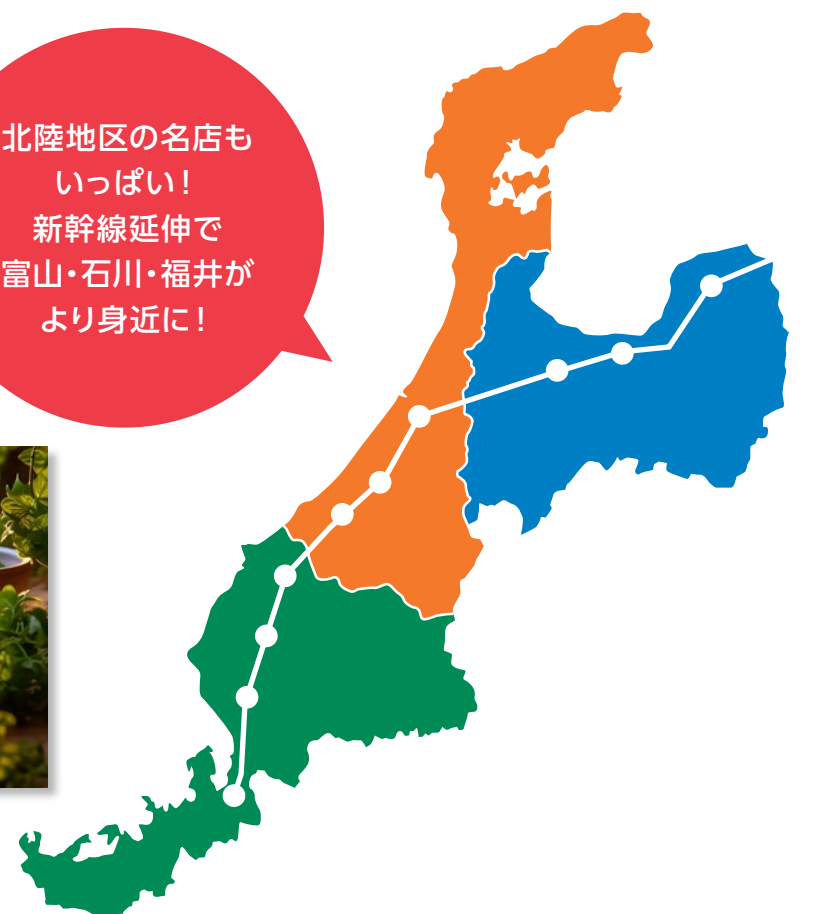 北陸地区の名店も
いっぱい！
新幹線延伸で
富山・石川・福井が
より身近に！